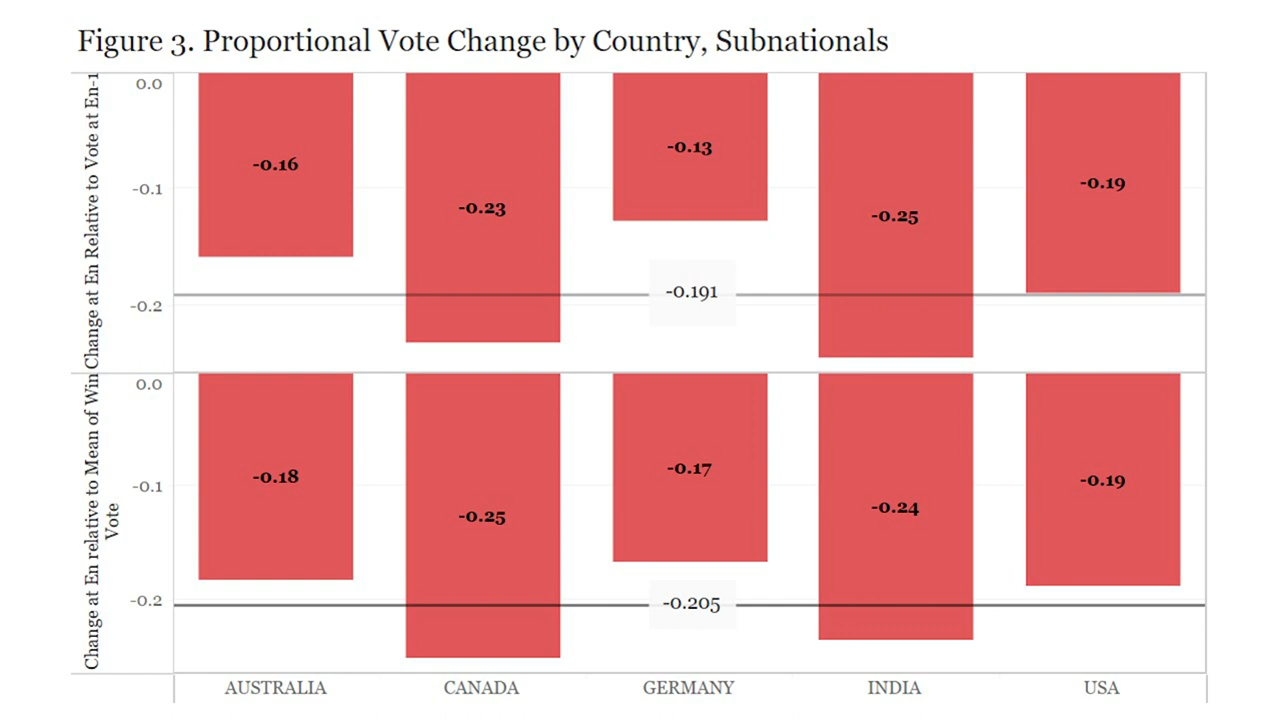 Figure 3. Proportional Vote Change by Country, Subnationals
Change at En Relative to Vote at En-1
0.0
-0.1
-0.2
-0.16
-0.23
-0.13
-0.25
-0.19
-0.191
Change at En relative to Mean of Win
Vote
0.0
-0.1
-0.2
-0.18
-0.25
-0.17
-0.24
-0.19
-0.205
AUSTRALIA
CANADA
GERMANY
INDIA
USA